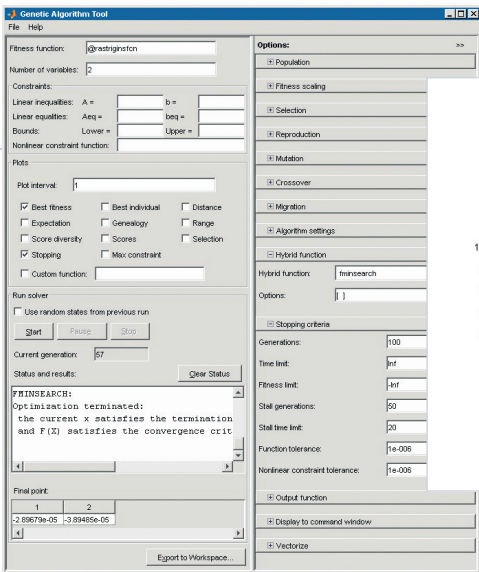 Genetic Algorithm Tool
File Help
Fitness function: @rastriginsfcn
Number of variables: 2
Constraints:
Linear inequalities: A = b =
Linear equalities: Aeq = beq =
Bounds: Lower = Upper =
Nonlinear constraint function:
Plots
Plot interval: 1
Best fitness Best individual Distance
Expectation Genealogy Range
Score diversity Scores Selection
Stopping Max constraint
Custom function:
Run solver
Use random states from previous run
Start Pause Stop
Current generation: 57
Status and results: Clear Status
FMINSEARCH:
Optimization terminated:
the current x satisfies the termination
and F(X) satisfies the convergence crit
Final point:
1 2
-2.89679e-05 -3.89485e-05
Export to Workspace...
Options: >>
Population
Fitness scaling
Selection
Reproduction
Mutation
Crossover
Migration
Algorithm settings
1
Hybrid function
Hybrid function: fminsearch
Options: [ ]
Stopping criteria
Generations: 100
Time limit: Inf
Fitness limit: -Inf
Stall generations: 50
Stall time limit: 20
Function tolerance: 1e-006
Nonlinear constraint tolerance: 1e-006
Output function
Display to command window
Vectorize